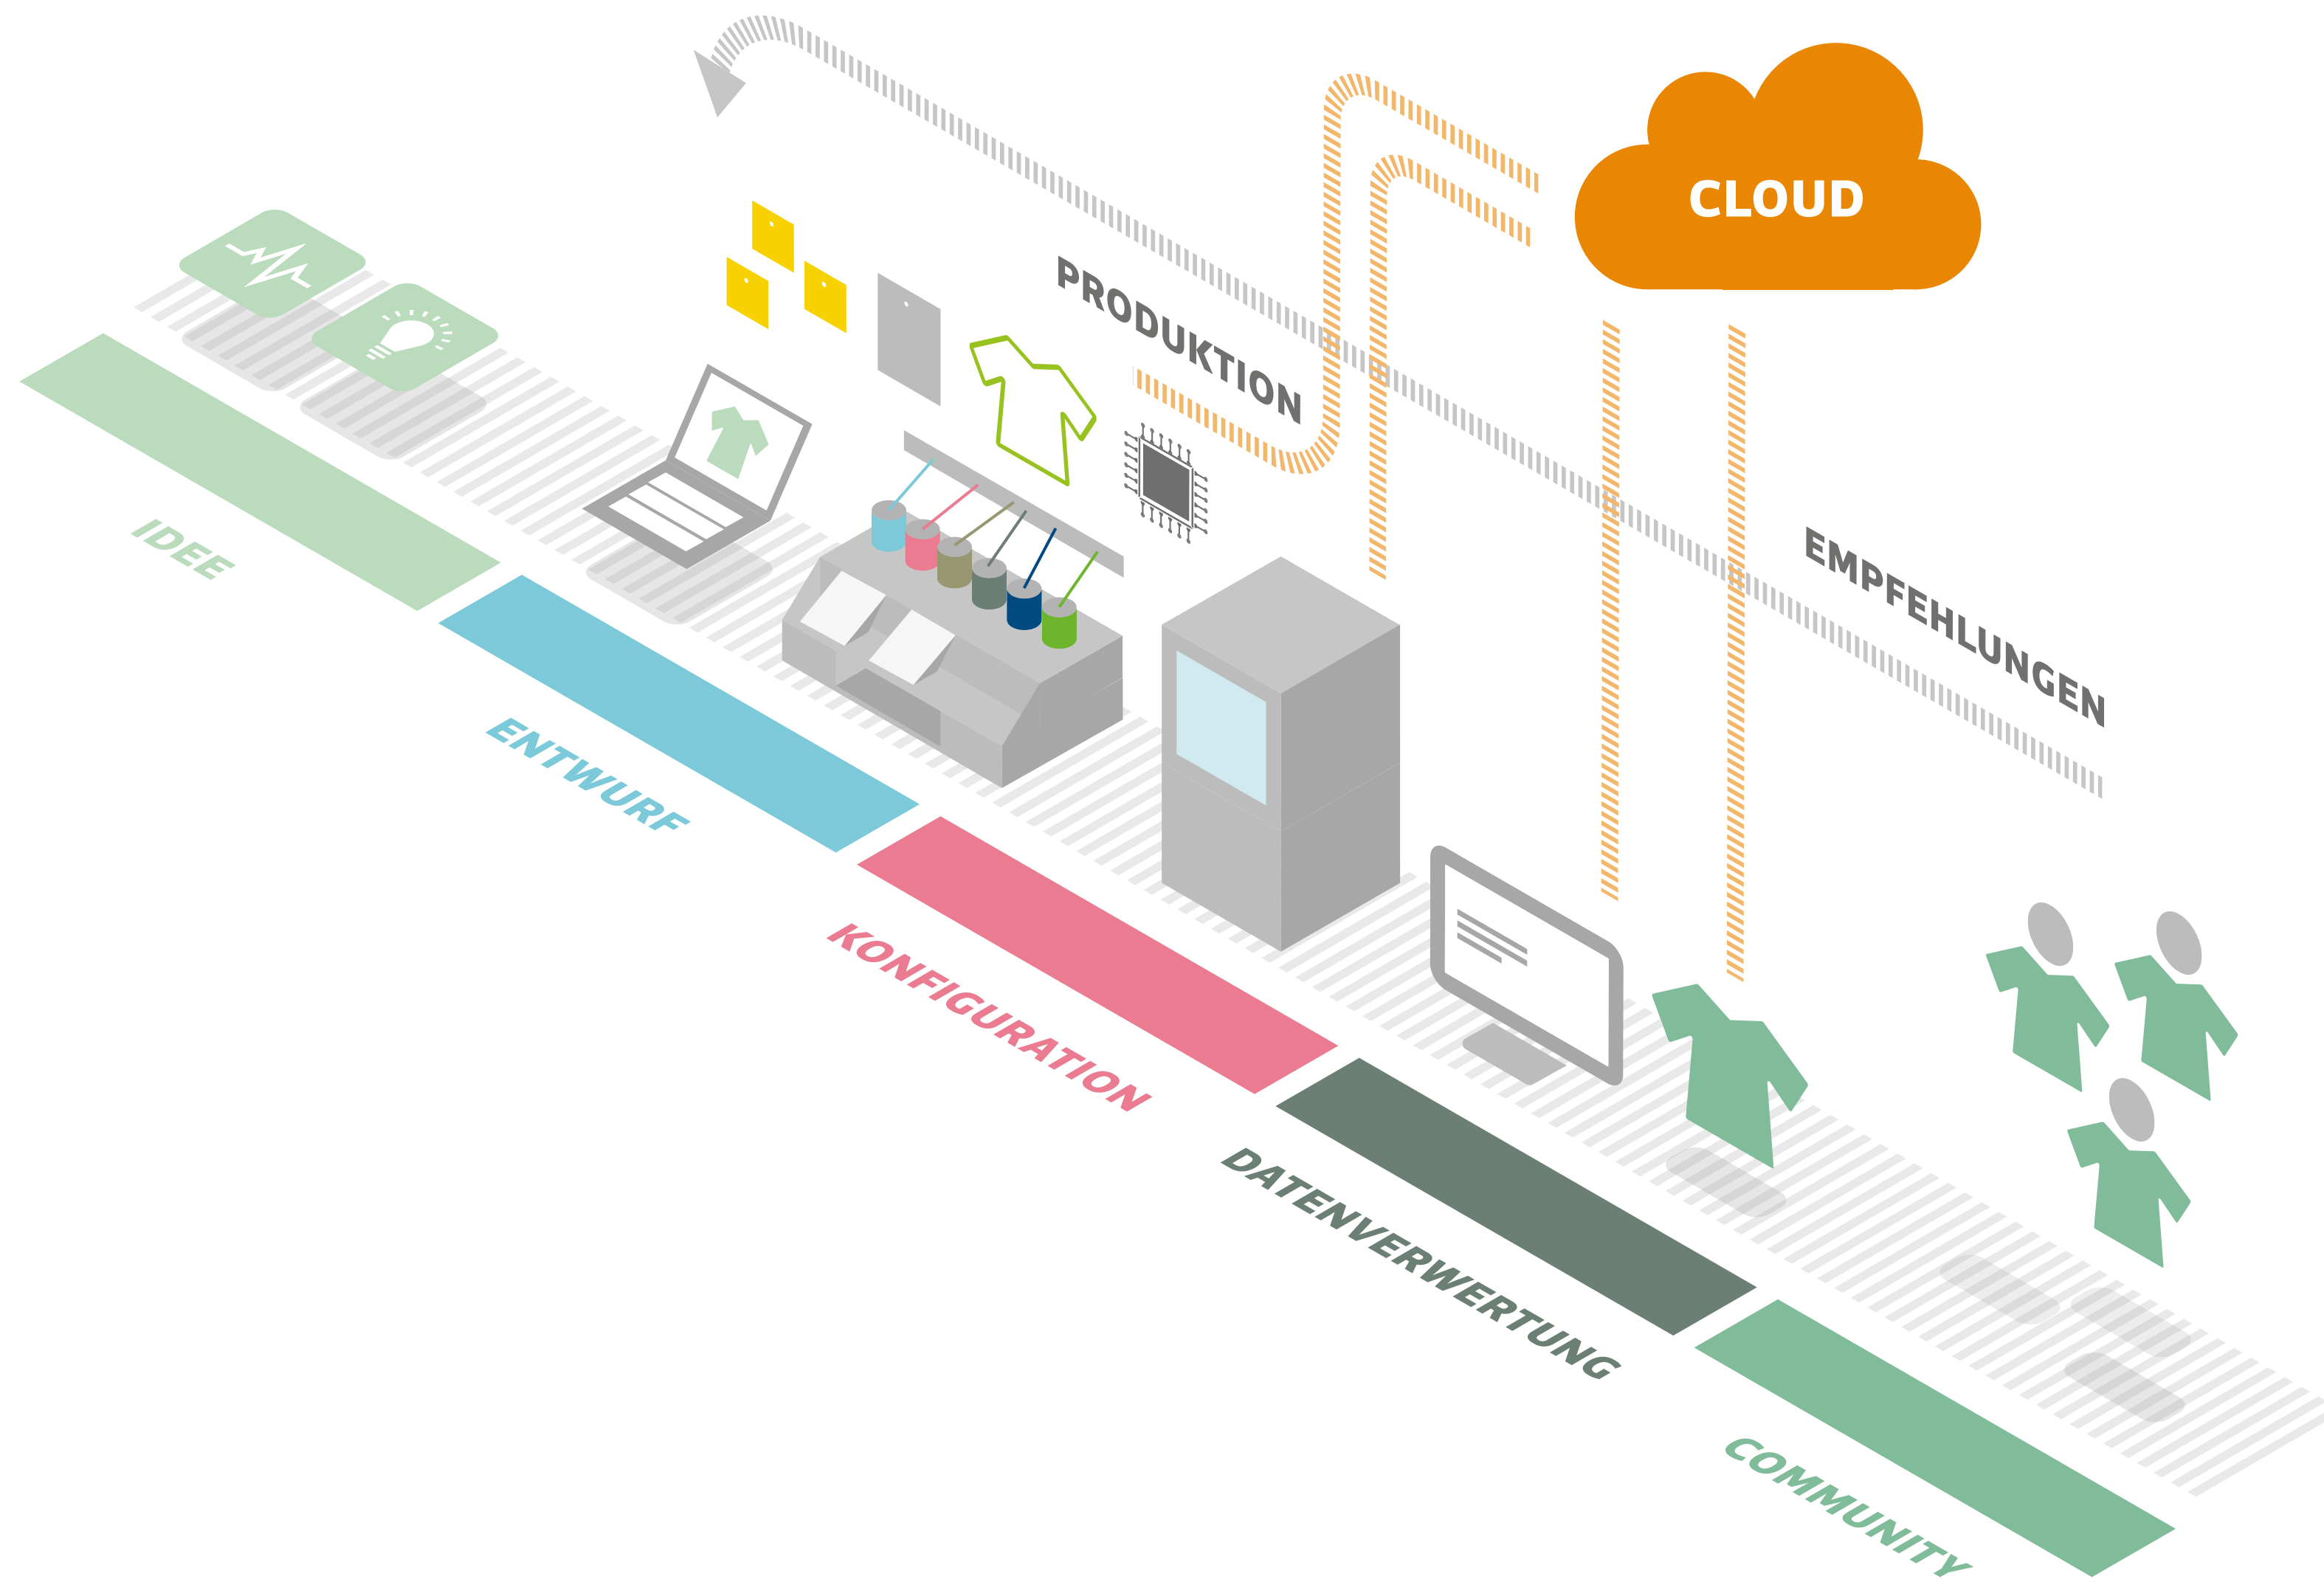 CLOUD
PRODUKTION
EMPFEHLUNGEN
IDEE
ENTWURF
KONFIGURATION
DATENVERWERTUNG
COMMUNITY